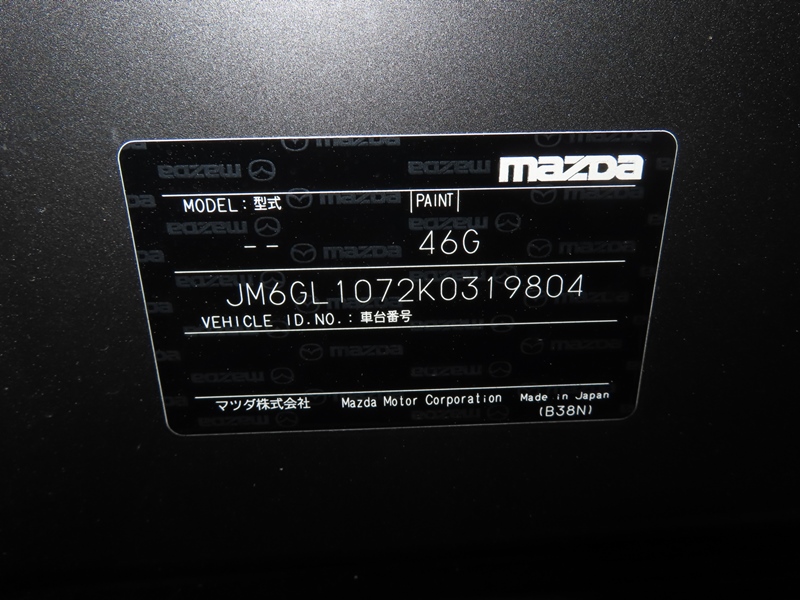 mazda
MODEL: 型式 PAINT
-- 46G
JM6GL1072K0319804
VEHICLE ID.NO.: 車台番号
マツダ株式会社 Mazda Motor Corporation Made in Japan
(B38N)